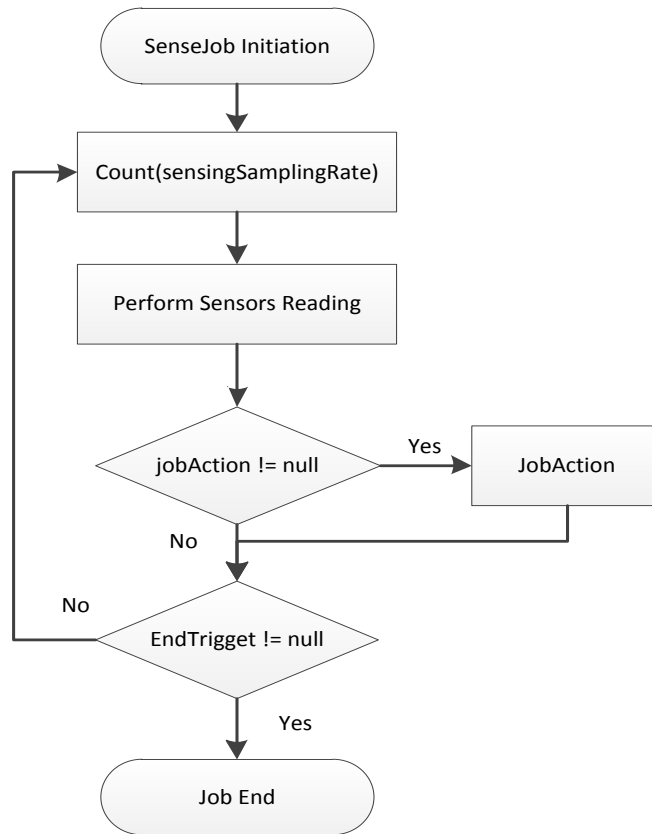 SenseJob Initiation
Count(sensingSamplingRate)
Perform Sensors Reading
jobAction != null
Yes
JobAction
No
No
EndTrigget != null
Yes
Job End